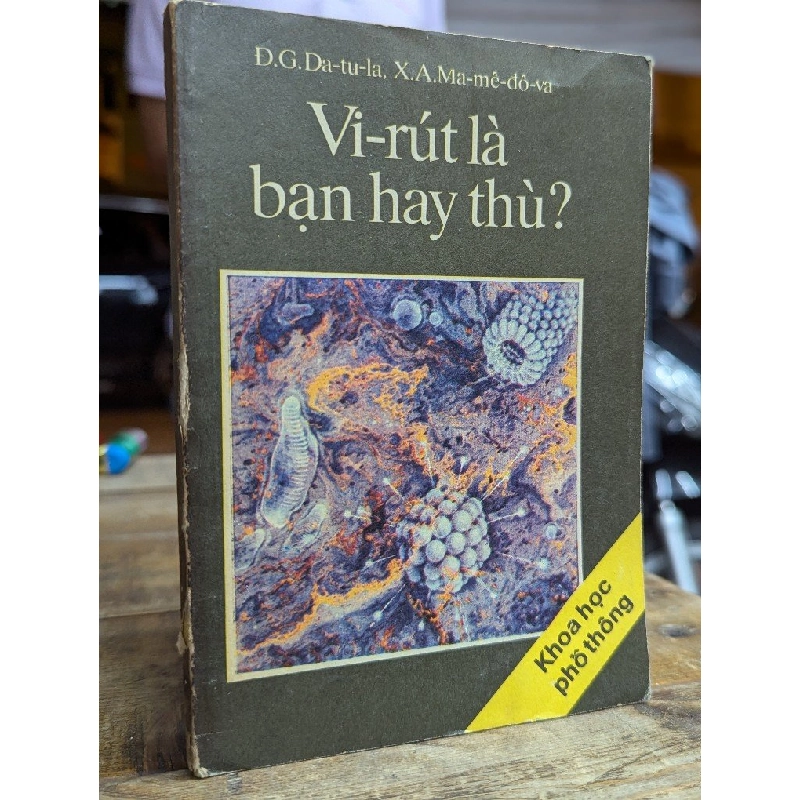 Đ.G.Da-tu-la, X.A.Ma-mê-đô-va
Vi-rút là
bạn hay thù?
Khoa học
phổ thông